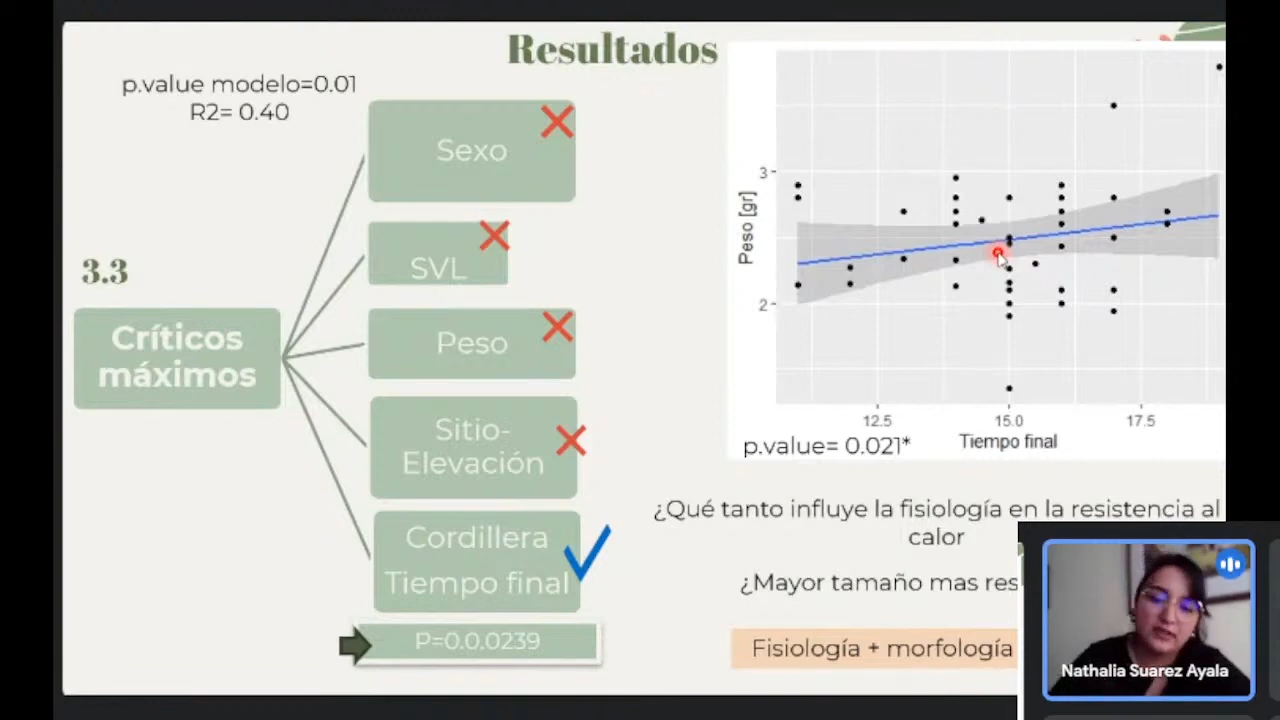 Resultados
p.value modelo=0.01
R2= 0.40
3.3
Críticos
máximos
Sexo
SVL
Peso
Sitio-
Elevación
Cordillera
Tiempo final
P=0.0.0239
Peso [gr]
3
2
12.5
15.0
17.5
Tiempo final
p.value= 0.021*
¿Qué tanto influye la fisiología en la resistencia al
calor
¿Mayor tamaño mas res
Fisiología + morfología
Nathalia Suarez Ayala